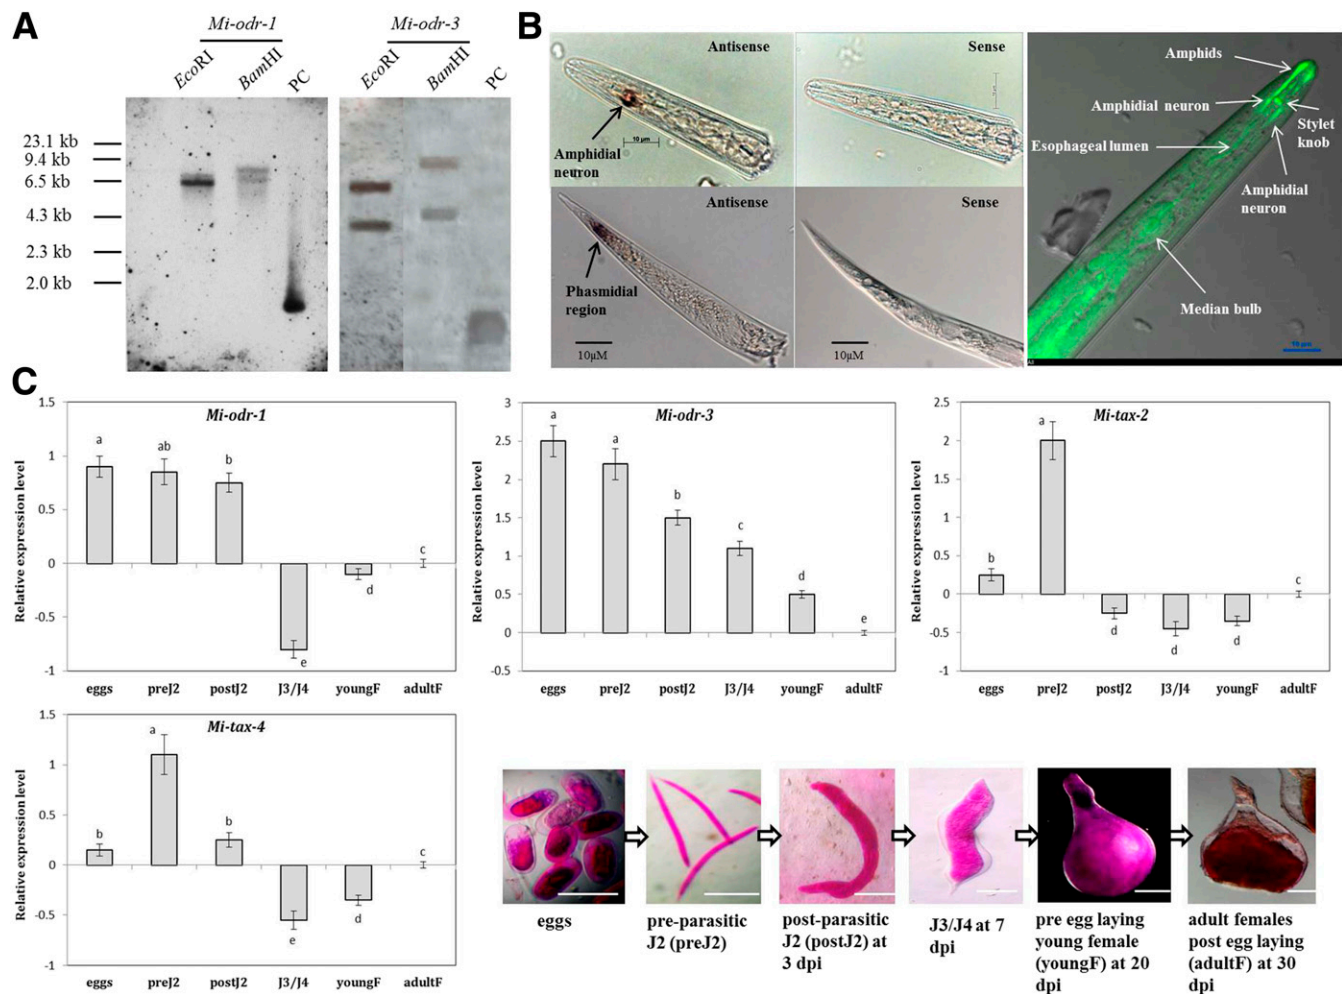 A
Mi-odr-1
Mi-odr-3
EcoRI
BamHI
PC
EcoRI
BamHI
PC
23.1 kb
9.4 kb
6.5 kb
4.3 kb
2.3 kb
2.0 kb
B
Antisense
Amphidial
neuron
10 μm
Sense
Antisense
Phasmidial
region
10μM
Sense
10μM
Amphids
Amphidial neuron
Stylet
knob
Esophageal lumen
Amphidial
neuron
Median bulb
10 μm
C
Mi-odr-1
Relative expression level
1.5
1
0.5
0
-0.5
-1
a
ab
b
e
d
c
eggs
preJ2
postJ2
J3/J4
youngF
adultF
Mi-odr-3
Relative expression level
3
2.5
2
1.5
1
0.5
0
-0.5
a
a
b
c
d
e
eggs
preJ2
postJ2
J3/J4
youngF
adultF
Mi-tax-2
Relative expression level
2.5
2
1.5
1
0.5
0
-0.5
-1
b
a
d
d
d
c
eggs
preJ2
postJ2
J3/J4
youngF
adultF
Mi-tax-4
Relative expression level
1.5
1
0.5
0
-0.5
-1
b
a
b
e
d
c
eggs
preJ2
postJ2
J3/J4
youngF
adultF
eggs
pre-parasitic
J2 (preJ2)
post-parasitic
J2 (postJ2) at
3 dpi
J3/J4 at 7
dpi
pre egg laying
young female
(youngF) at 20
dpi
adult females
post egg laying
(adultF) at 30
dpi